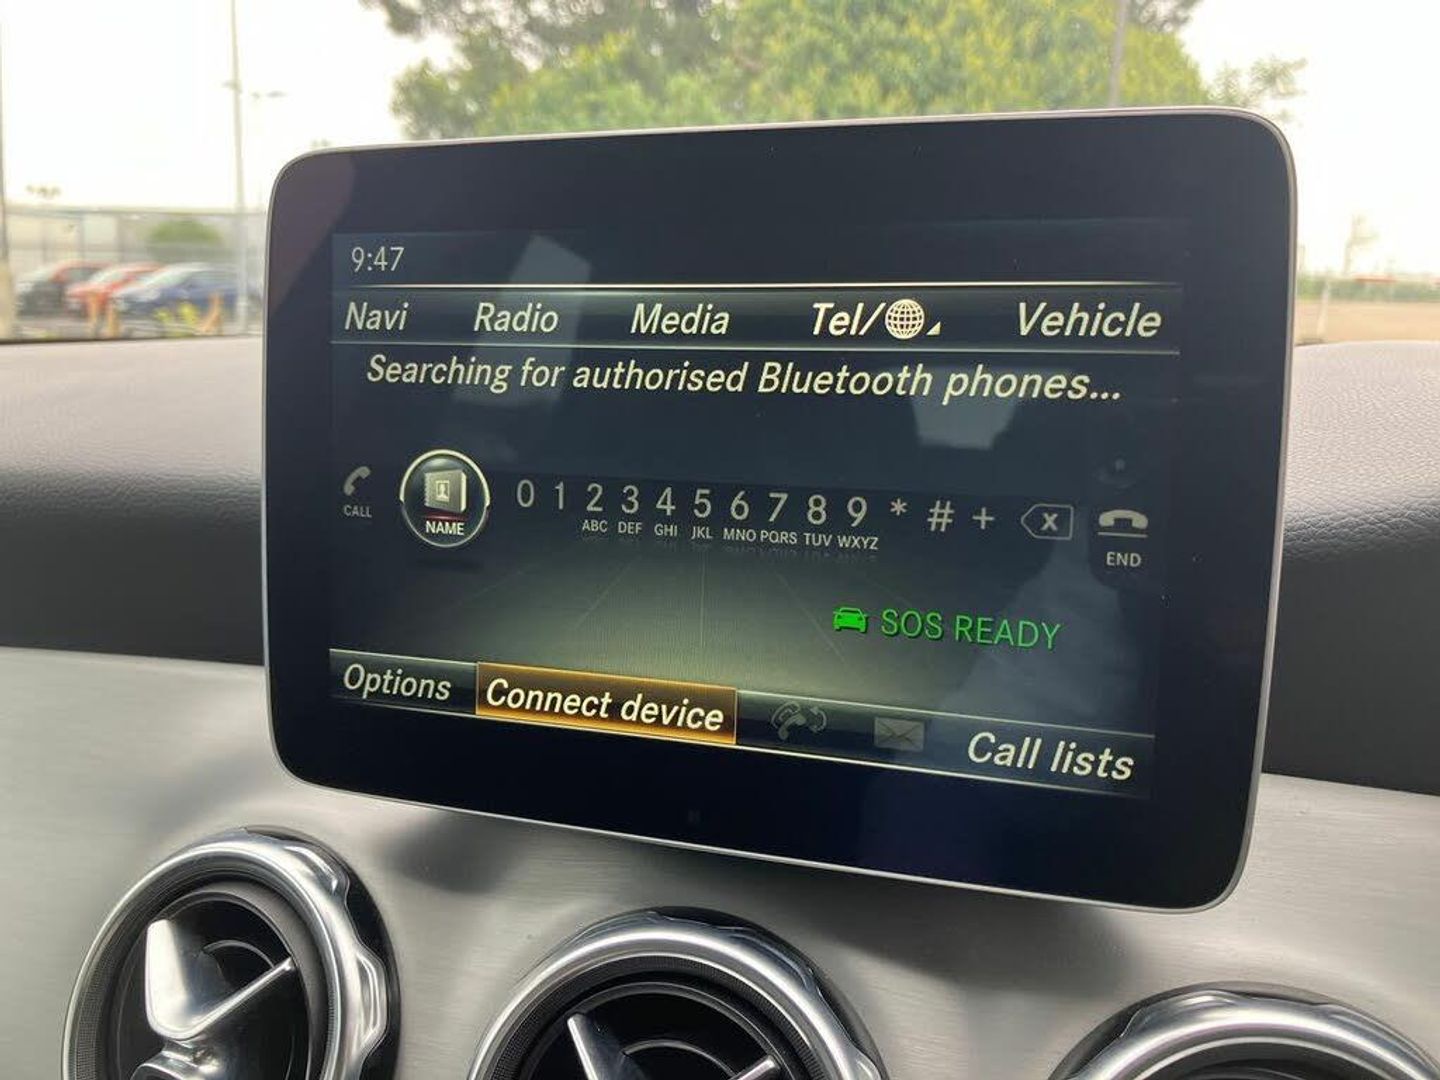 9:47
Navi Radio Media Tel/ Vehicle
Searching for authorised Bluetooth phones...
0 1 2 3 4 5 6 7 8 9 * # + X
CALL NAME ABC DEF GHI JKL MNO PQRS TUV WXYZ END
SOS READY
Options Connect device Call lists